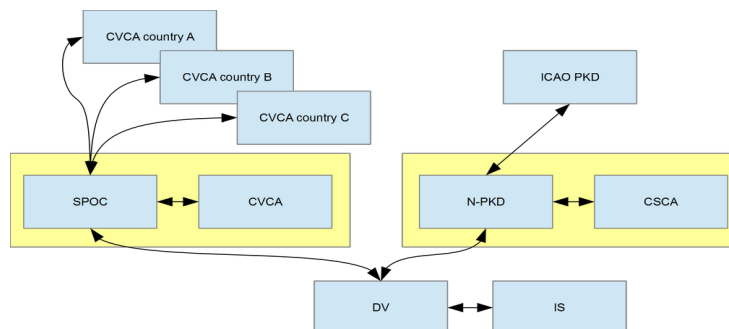 CVCA country A
CVCA country B
ICAO PKD
CVCA country C
SPOC
CVCA
N-PKD
CSCA
DV
IS